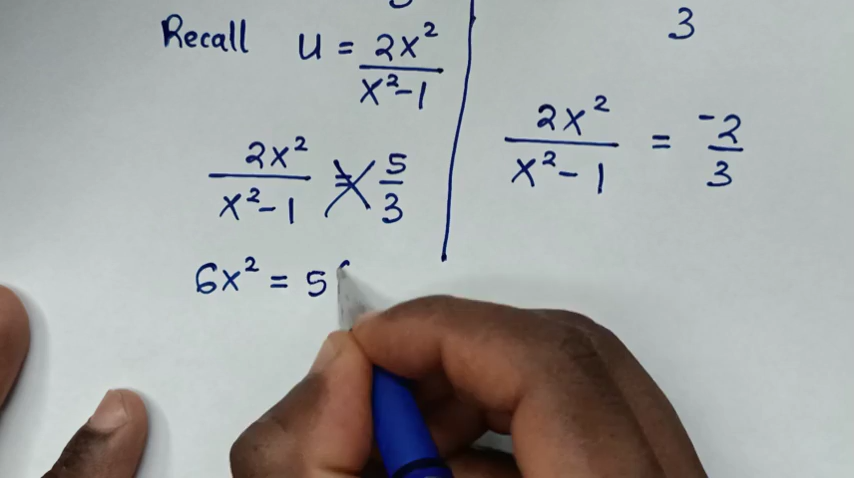 Recall u = 2x²/x²-1
2x²/x²-1 = 5/3
6x² = 5(
3
2x²/x²-1 = -2/3